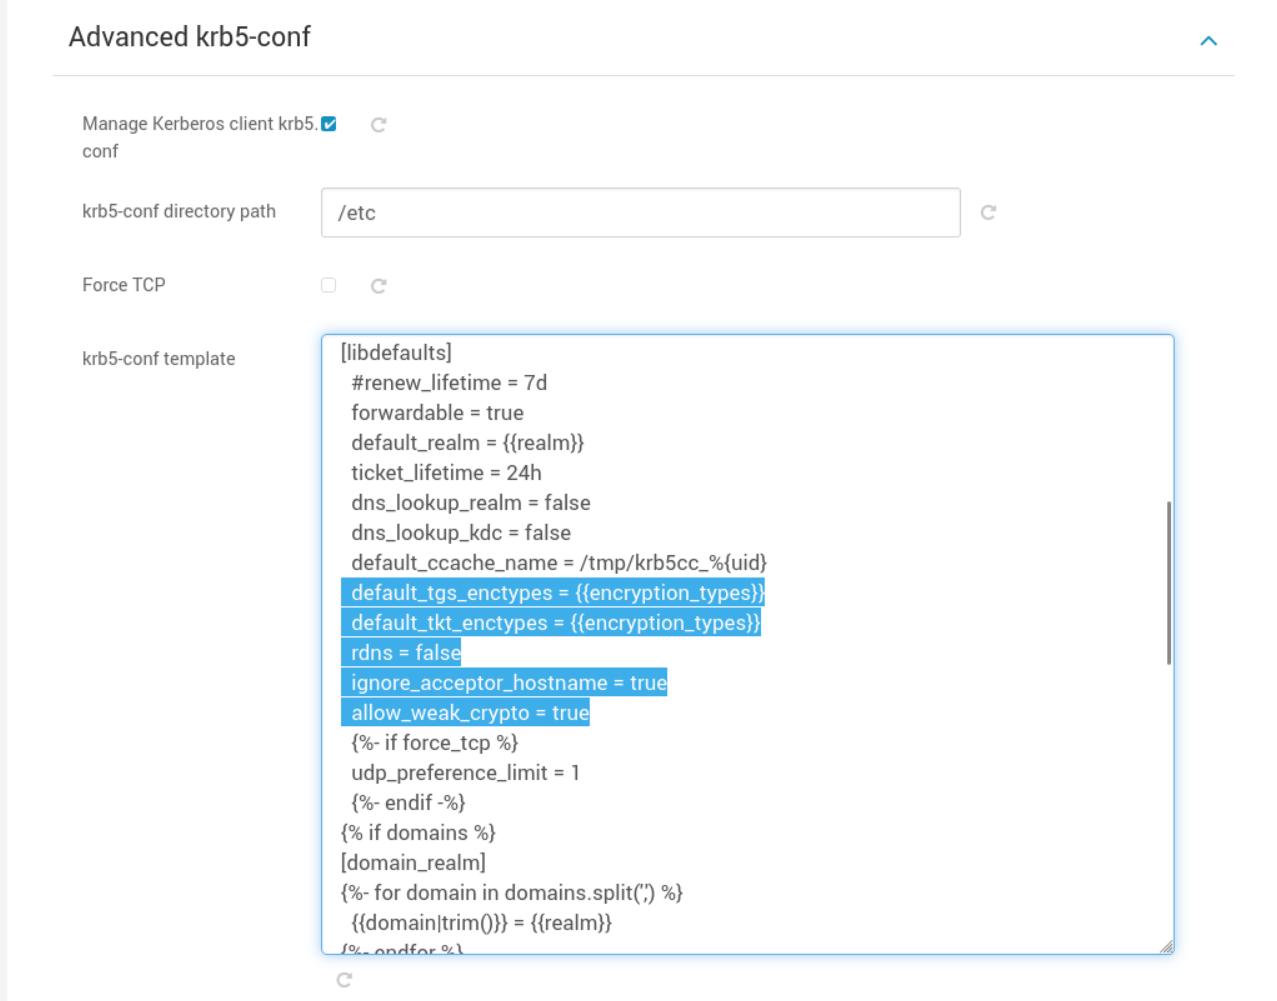 Advanced krb5-conf
Manage Kerberos client krb5.
conf
krb5-conf directory path
/etc
Force TCP
krb5-conf template
[libdefaults]
#renew_lifetime = 7d
forwardable = true
default_realm = {{realm}}
ticket_lifetime = 24h
dns_lookup_realm = false
dns_lookup_kdc = false
default_ccache_name = /tmp/krb5cc_%{uid}
default_tgs_enctypes = {{encryption_types}}
default_tkt_enctypes = {{encryption_types}}
rdns = false
ignore_acceptor_hostname = true
allow_weak_crypto = true
{%- if force_tcp %}
udp_preference_limit = 1
{%- endif -%}
{% if domains %}
[domain_realm]
{%- for domain in domains.split(',') %}
{{domain|trim()}} = {{realm}}
{%- endfor %}